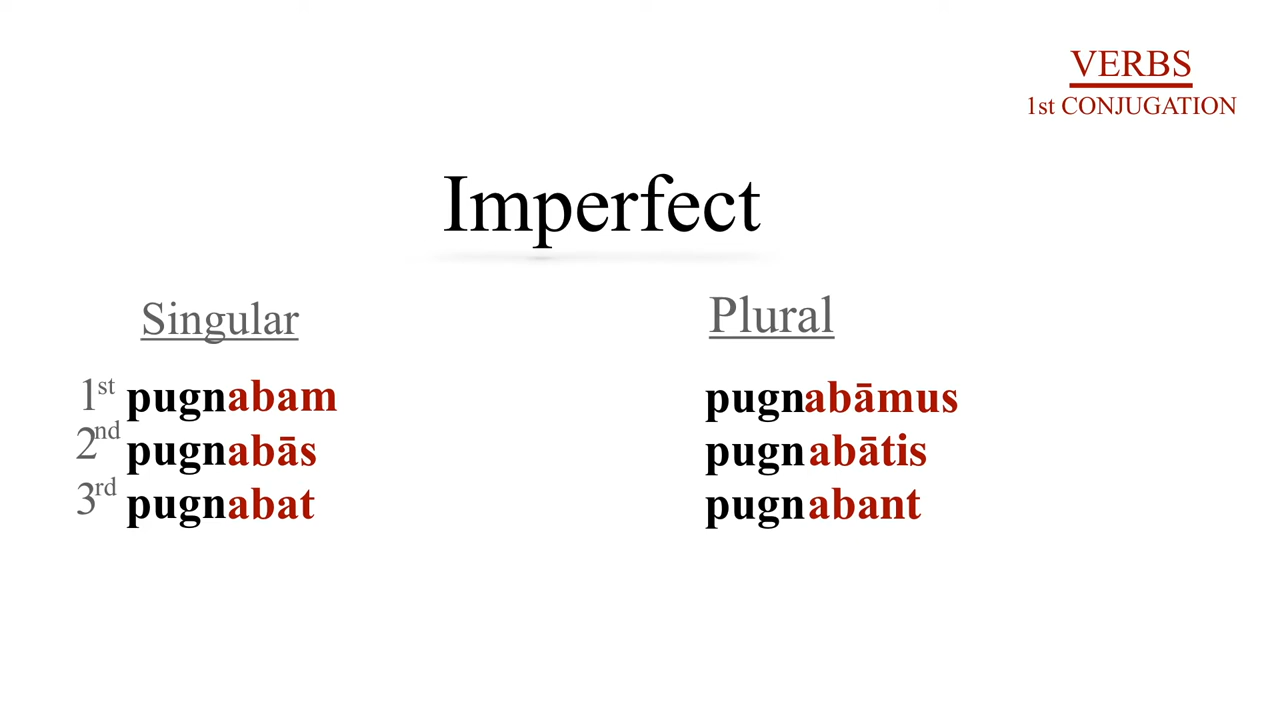 VERBS
1st CONJUGATION
Imperfect
Singular
Plural
1st pugnabam
pugnabāmus
2nd pugnabās
pugnabātis
3rd pugnabat
pugnabant